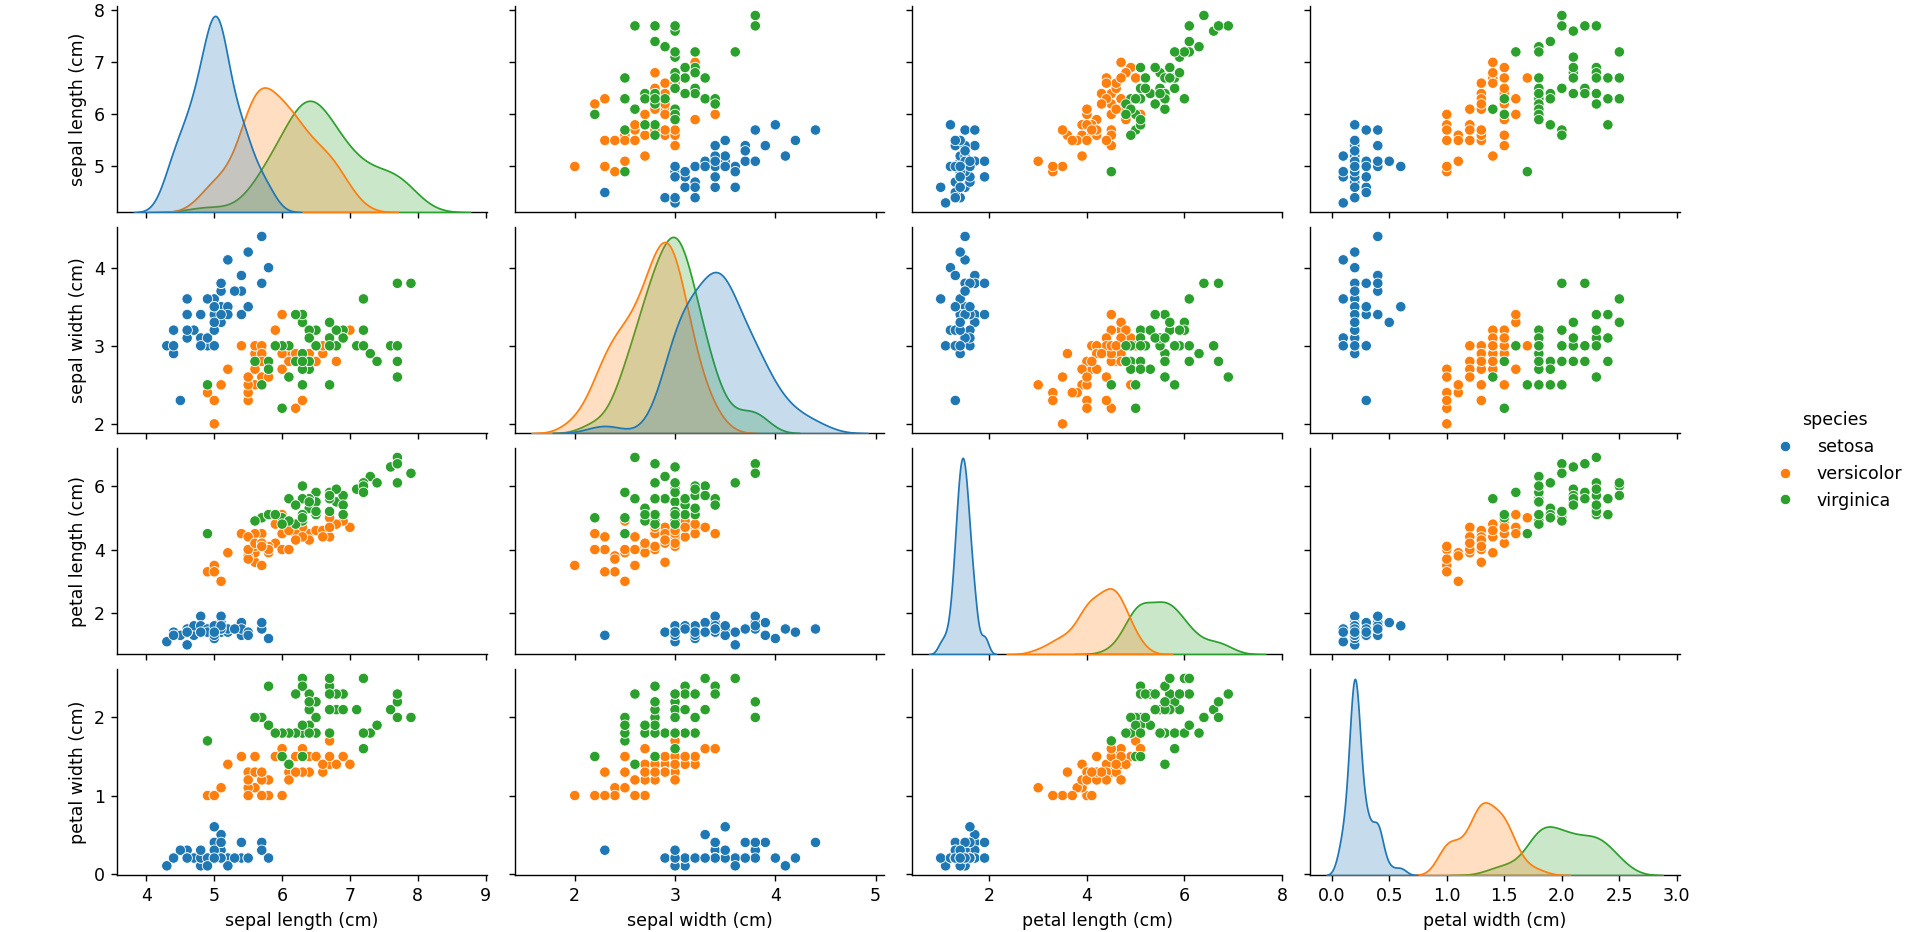 8
7
6
5
sepal length (cm)
4
3
2
sepal width (cm)
6
4
2
petal length (cm)
2
1
0
petal width (cm)
4 5 6 7 8 9
sepal length (cm)
2 3 4 5
sepal width (cm)
2 4 6 8
petal length (cm)
0.0 0.5 1.0 1.5 2.0 2.5 3.0
petal width (cm)
species
setosa
versicolor
virginica